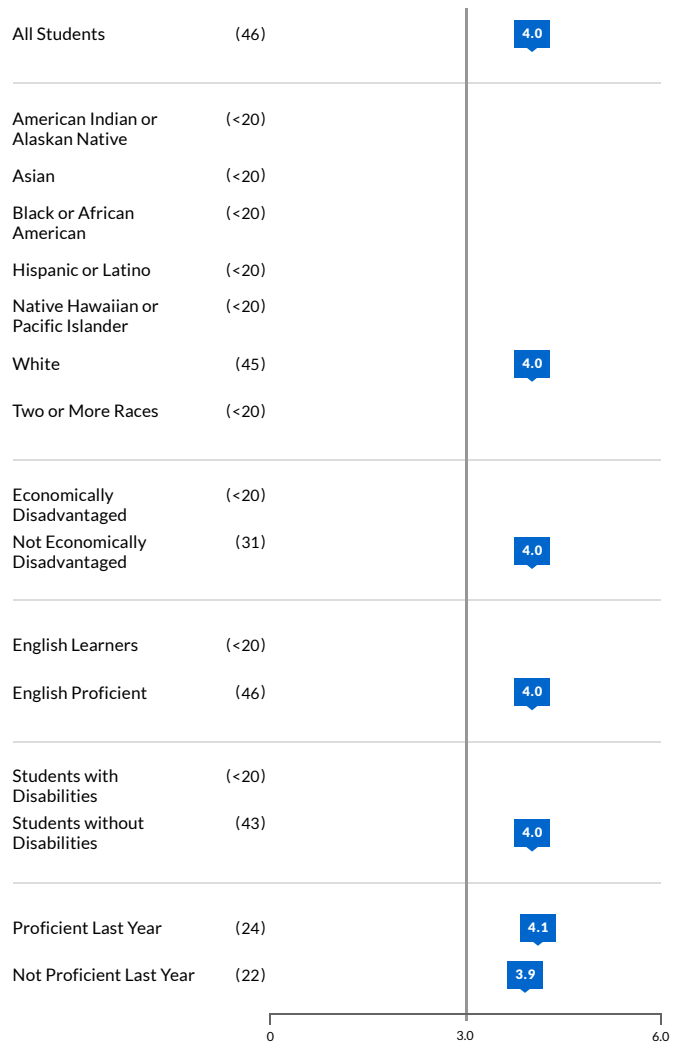 All Students (46) 4.0
American Indian or (<20)
Alaskan Native
Asian (<20)
Black or African (<20)
American
Hispanic or Latino (<20)
Native Hawaiian or (<20)
Pacific Islander
White (45) 4.0
Two or More Races (<20)
Economically (<20)
Disadvantaged
Not Economically (31) 4.0
Disadvantaged
English Learners (<20)
English Proficient (46) 4.0
Students with (<20)
Disabilities
Students without (43) 4.0
Disabilities
Proficient Last Year (24) 4.1
Not Proficient Last Year (22) 3.9
0 3.0 6.0